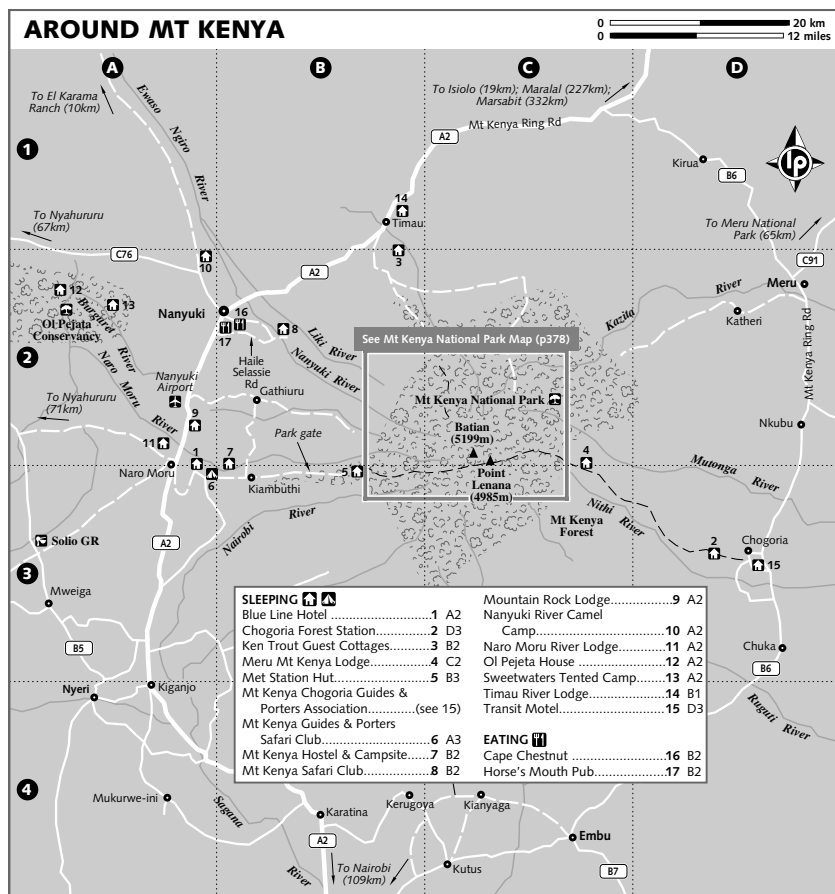 AROUND MT KENYA
0 20 km
0 12 miles
A
B
C
D
To El Karama
Ranch (10km)
Ewaso
Ngiro
River
To Isiolo (19km); Maralal (227km);
Marsabit (332km)
A2
Mt Kenya Ring Rd
1
Kirua
B6
lp
14
Timau
3
To Nyahururu
(67km)
C76
10
To Meru National
Park (65km)
C91
A2
12
13
Ol Pejata
Conservancy
Burguret
River
Nanyuki
16
17
8
Meru
River
Kazita
Katheri
Mt Kenya Ring Rd
Liki River
Nanyuki River
See Mt Kenya National Park Map (p378)
2
Haile
Selassie
Rd
Naro
Moru
River
Nanyuki
Airport
Gathiuru
To Nyahururu
(71km)
9
11
Mt Kenya National Park
Batian
(5199m)
Nkubu
Park gate
1
7
6
5
4
Naro Moru
Kiambuthi
Point
Lenana
(4985m)
Mutonga
River
Nairobi
River
Nithi
River
Mt Kenya
Forest
Solio GR
A2
2
Chogoria
15
3
Mweiga
B5
Chuka
B6
Nyeri
Kiganjo
Ruguti
River
SLEEPING
Blue Line Hotel 1 A2
Chogoria Forest Station 2 D3
Ken Trout Guest Cottages 3 B2
Meru Mt Kenya Lodge 4 C2
Met Station Hut 5 B3
Mt Kenya Chogoria Guides &
Porters Association (see 15)
Mt Kenya Guides & Porters
Safari Club 6 A3
Mt Kenya Hostel & Campsite 7 B2
Mt Kenya Safari Club 8 B2
Mountain Rock Lodge 9 A2
Nanyuki River Camel
Camp 10 A2
Naro Moru River Lodge 11 A2
Ol Pejeta House 12 A2
Sweetwaters Tented Camp 13 A2
Timau River Lodge 14 B1
Transit Motel 15 D3
EATING
Cape Chestnut 16 B2
Horse's Mouth Pub 17 B2
4
Mukurwe-ini
Sagana
River
Karatina
A2
Kerugoya
Kianyaga
Embu
Kutus
B7
To Nairobi
(109km)